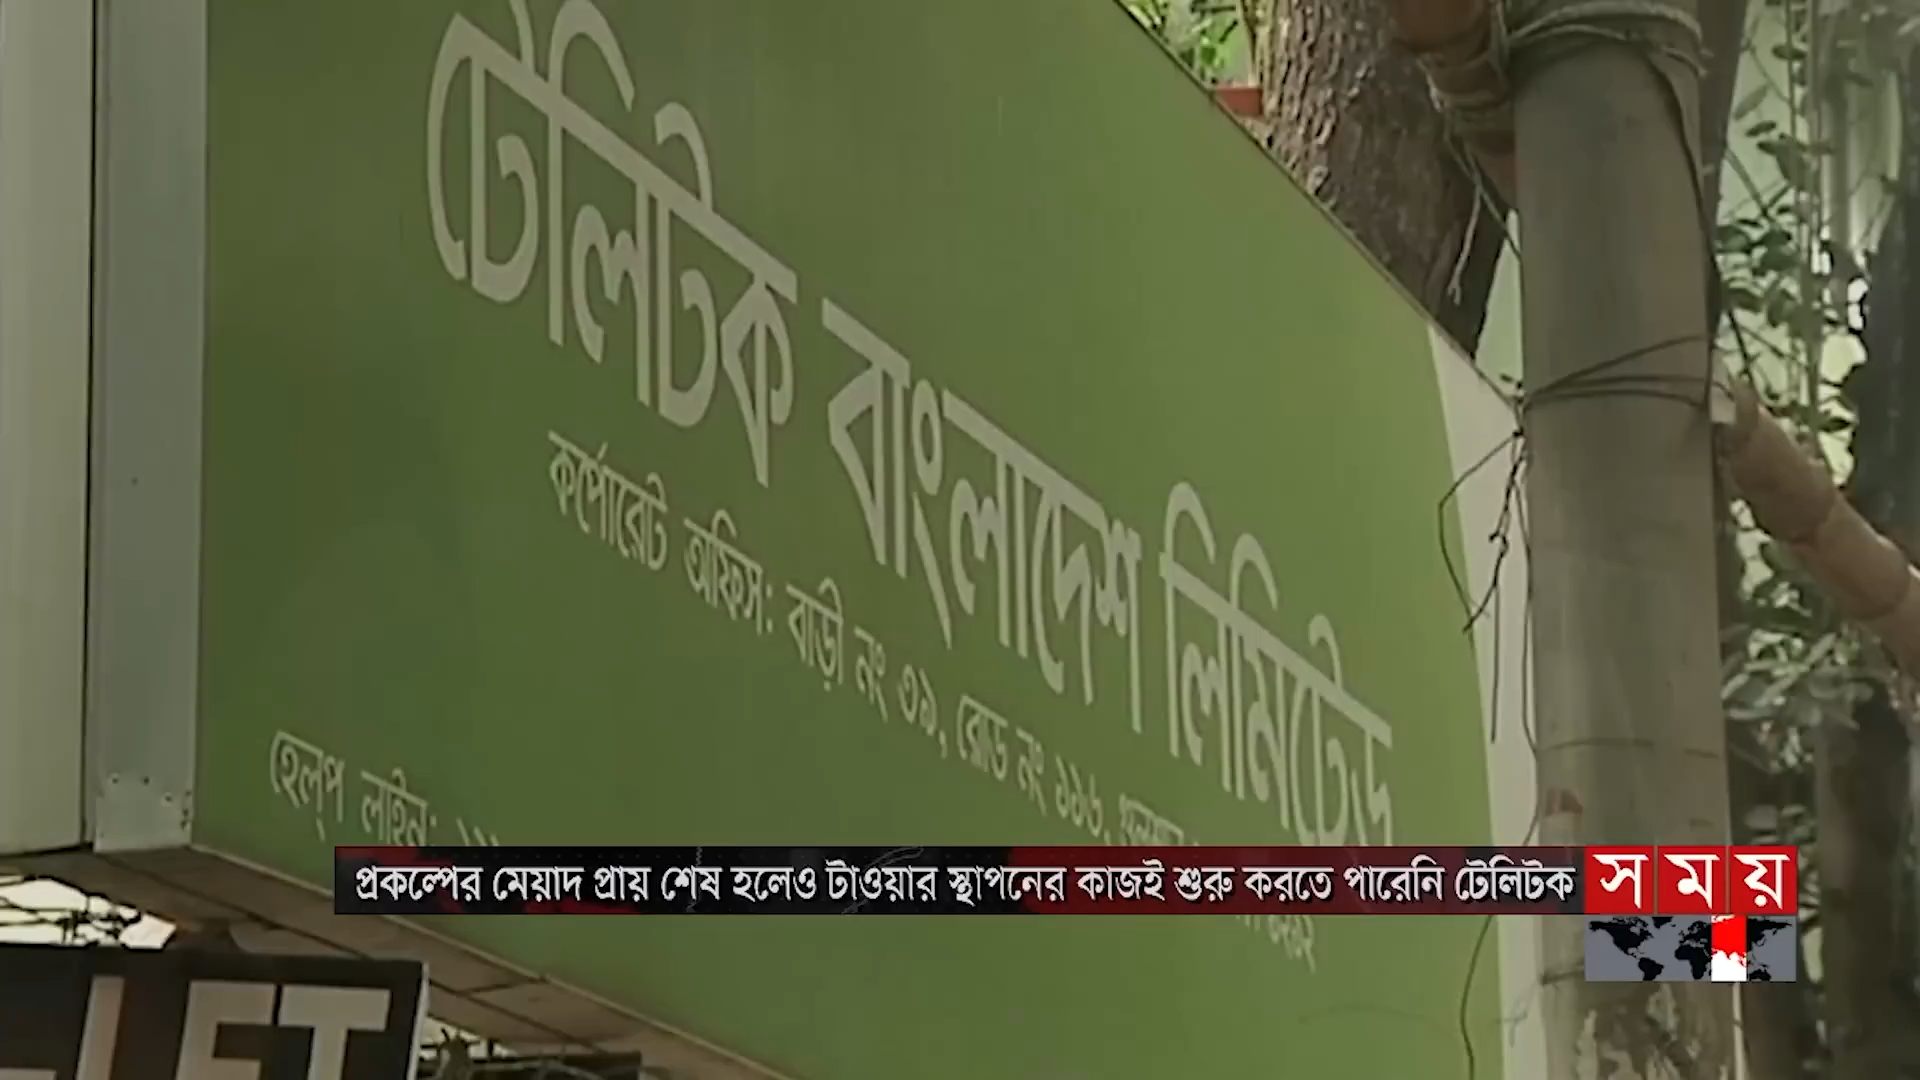 টেলিটক বাংলাদেশ লিমিটেড
কর্পোরেট অফিস: বাড়ী নং ৩৯, রোড নং ১১৬,
হেল্প লাইন:
প্রকল্পের মেয়াদ প্রায় শেষ হলেও টাওয়ার স্থাপনের কাজই শুরু করতে পারেনি টেলিটক
সময়